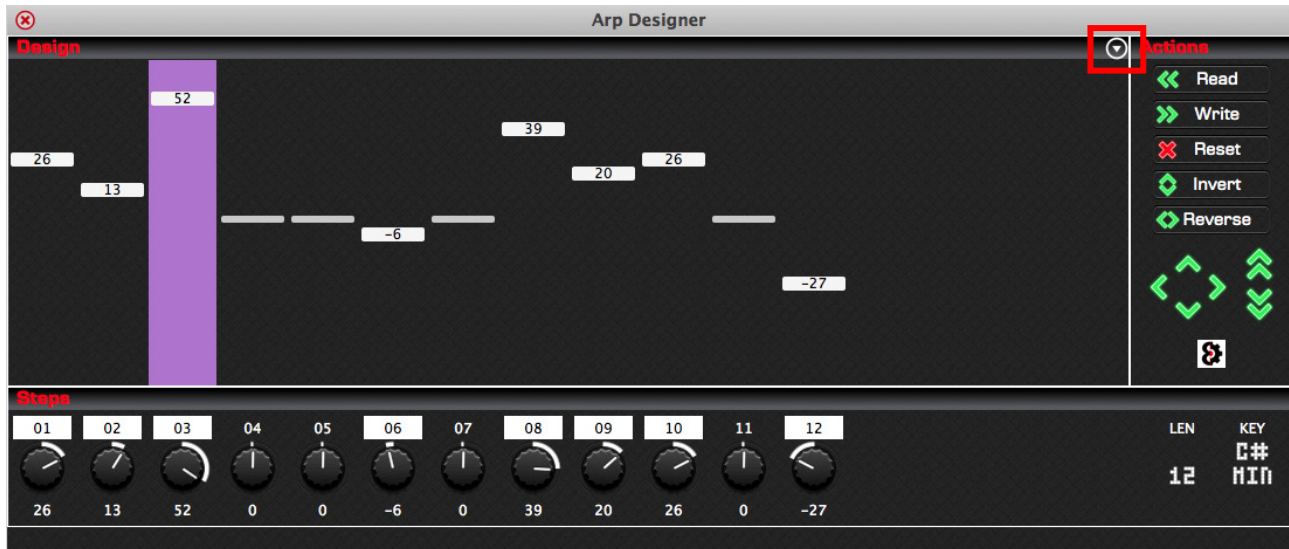 Arp Designer
Design
Actions
52
39
26
13
20
26
-6
-27
Read
Write
Reset
Invert
Reverse
Steps
01 02 03 04 05 06 07 08 09 10 11 12 LEN KEY
C#
12 MIN
26 13 52 0 0 -6 0 39 20 26 0 -27